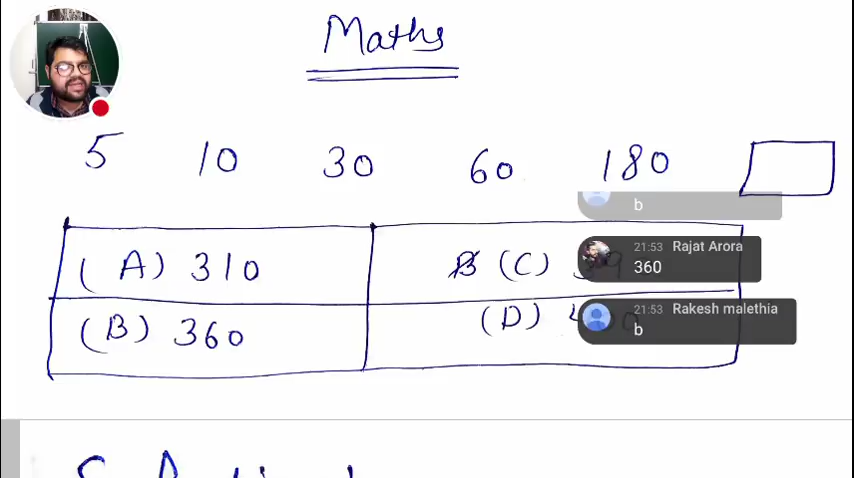 Maths
5 10 30 60 180
b
(A) 310 (C)
21:53 Rajat Arora
360
(B) 360 (D)
21:53 Rakesh malethia
b